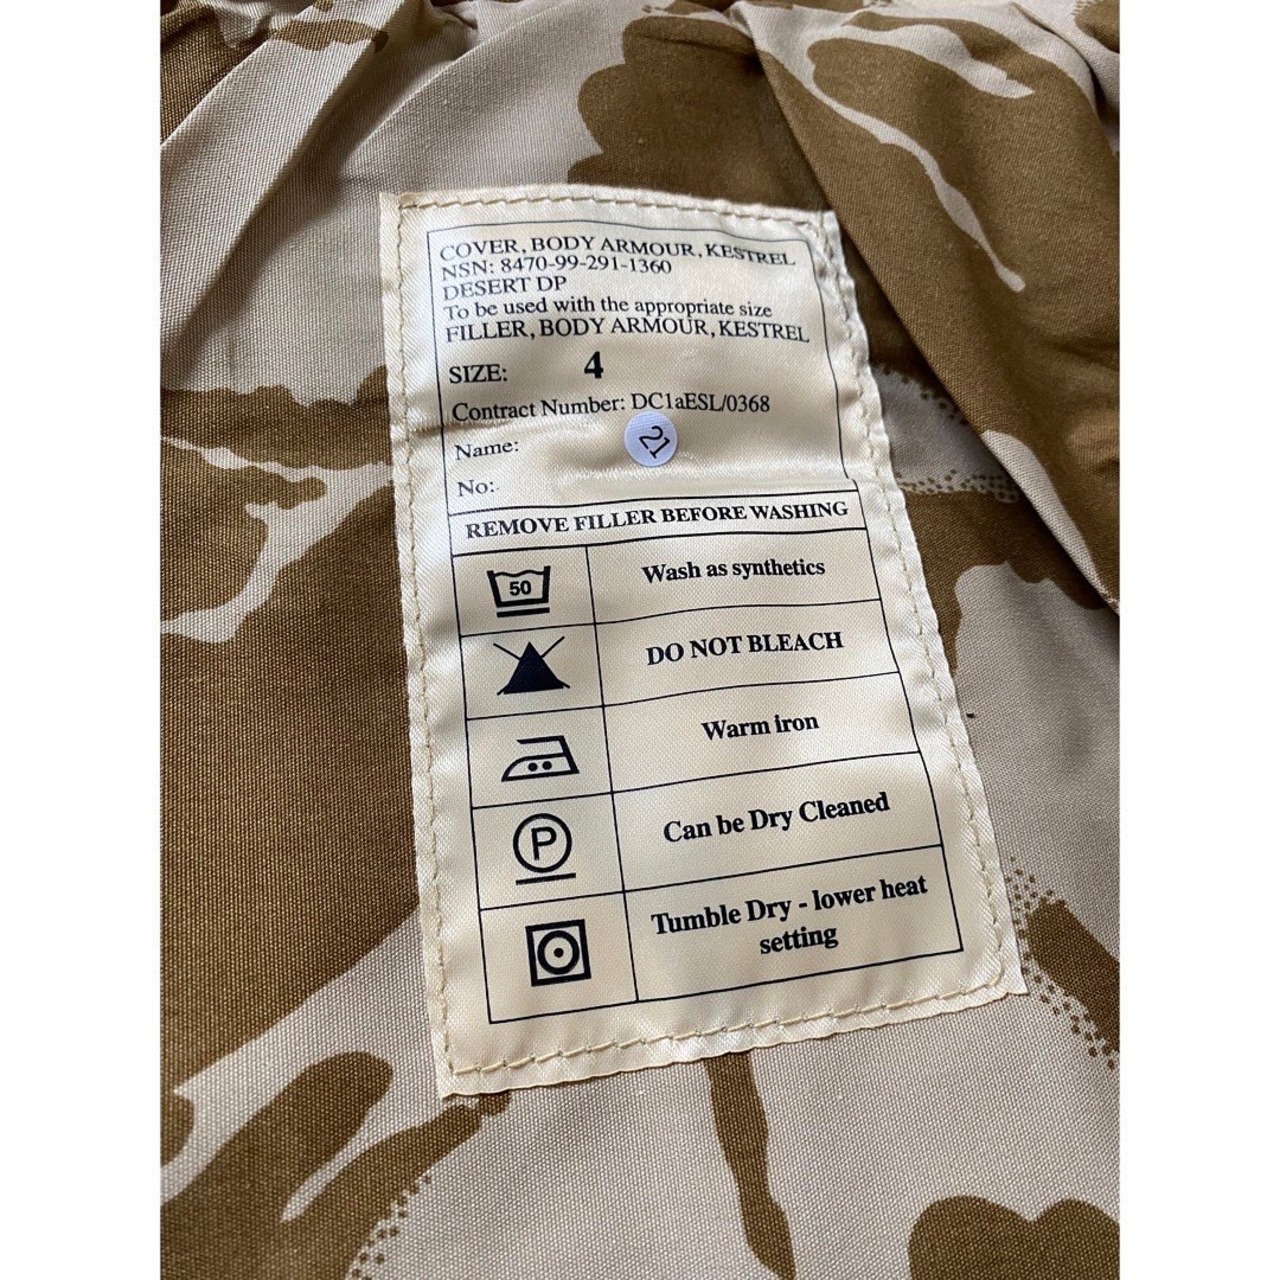 COVER, BODY ARMOUR, KESTREL
NSN: 8470-99-291-1360
DESERT DP
To be used with the appropriate size
FILLER, BODY ARMOUR, KESTREL
SIZE: 4
Contract Number: DC1aESL/0368
Name:
21
No:
REMOVE FILLER BEFORE WASHING
50 Wash as synthetics
DO NOT BLEACH
Warm iron
P Can be Dry Cleaned
Tumble Dry - lower heat
setting